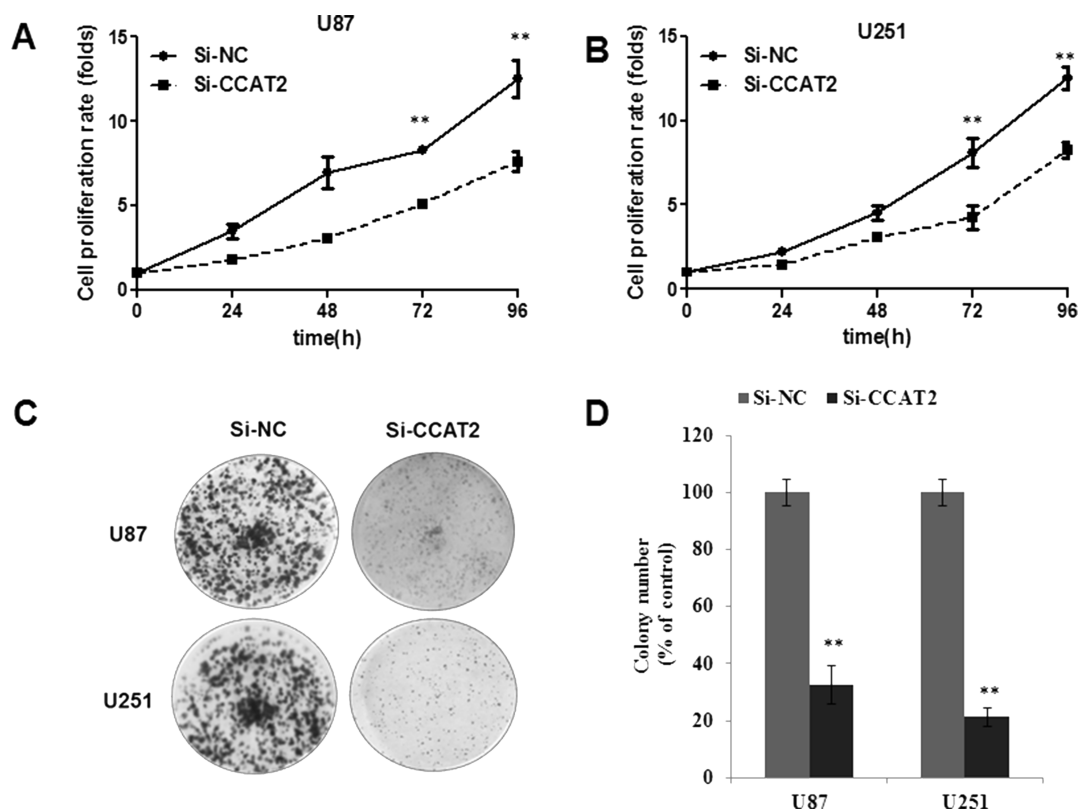 A
U87
Si-NC
Si-CCAT2
Cell proliferation rate (folds)
15
10
5
0
**
**
0 24 48 72 96
time(h)
B
U251
Si-NC
Si-CCAT2
Cell proliferation rate (folds)
15
10
5
0
**
**
0 24 48 72 96
time(h)
C
Si-NC Si-CCAT2
U87
U251
D
Si-NC Si-CCAT2
Colony number
(% of control)
120
100
80
60
40
20
0
**
**
U87 U251